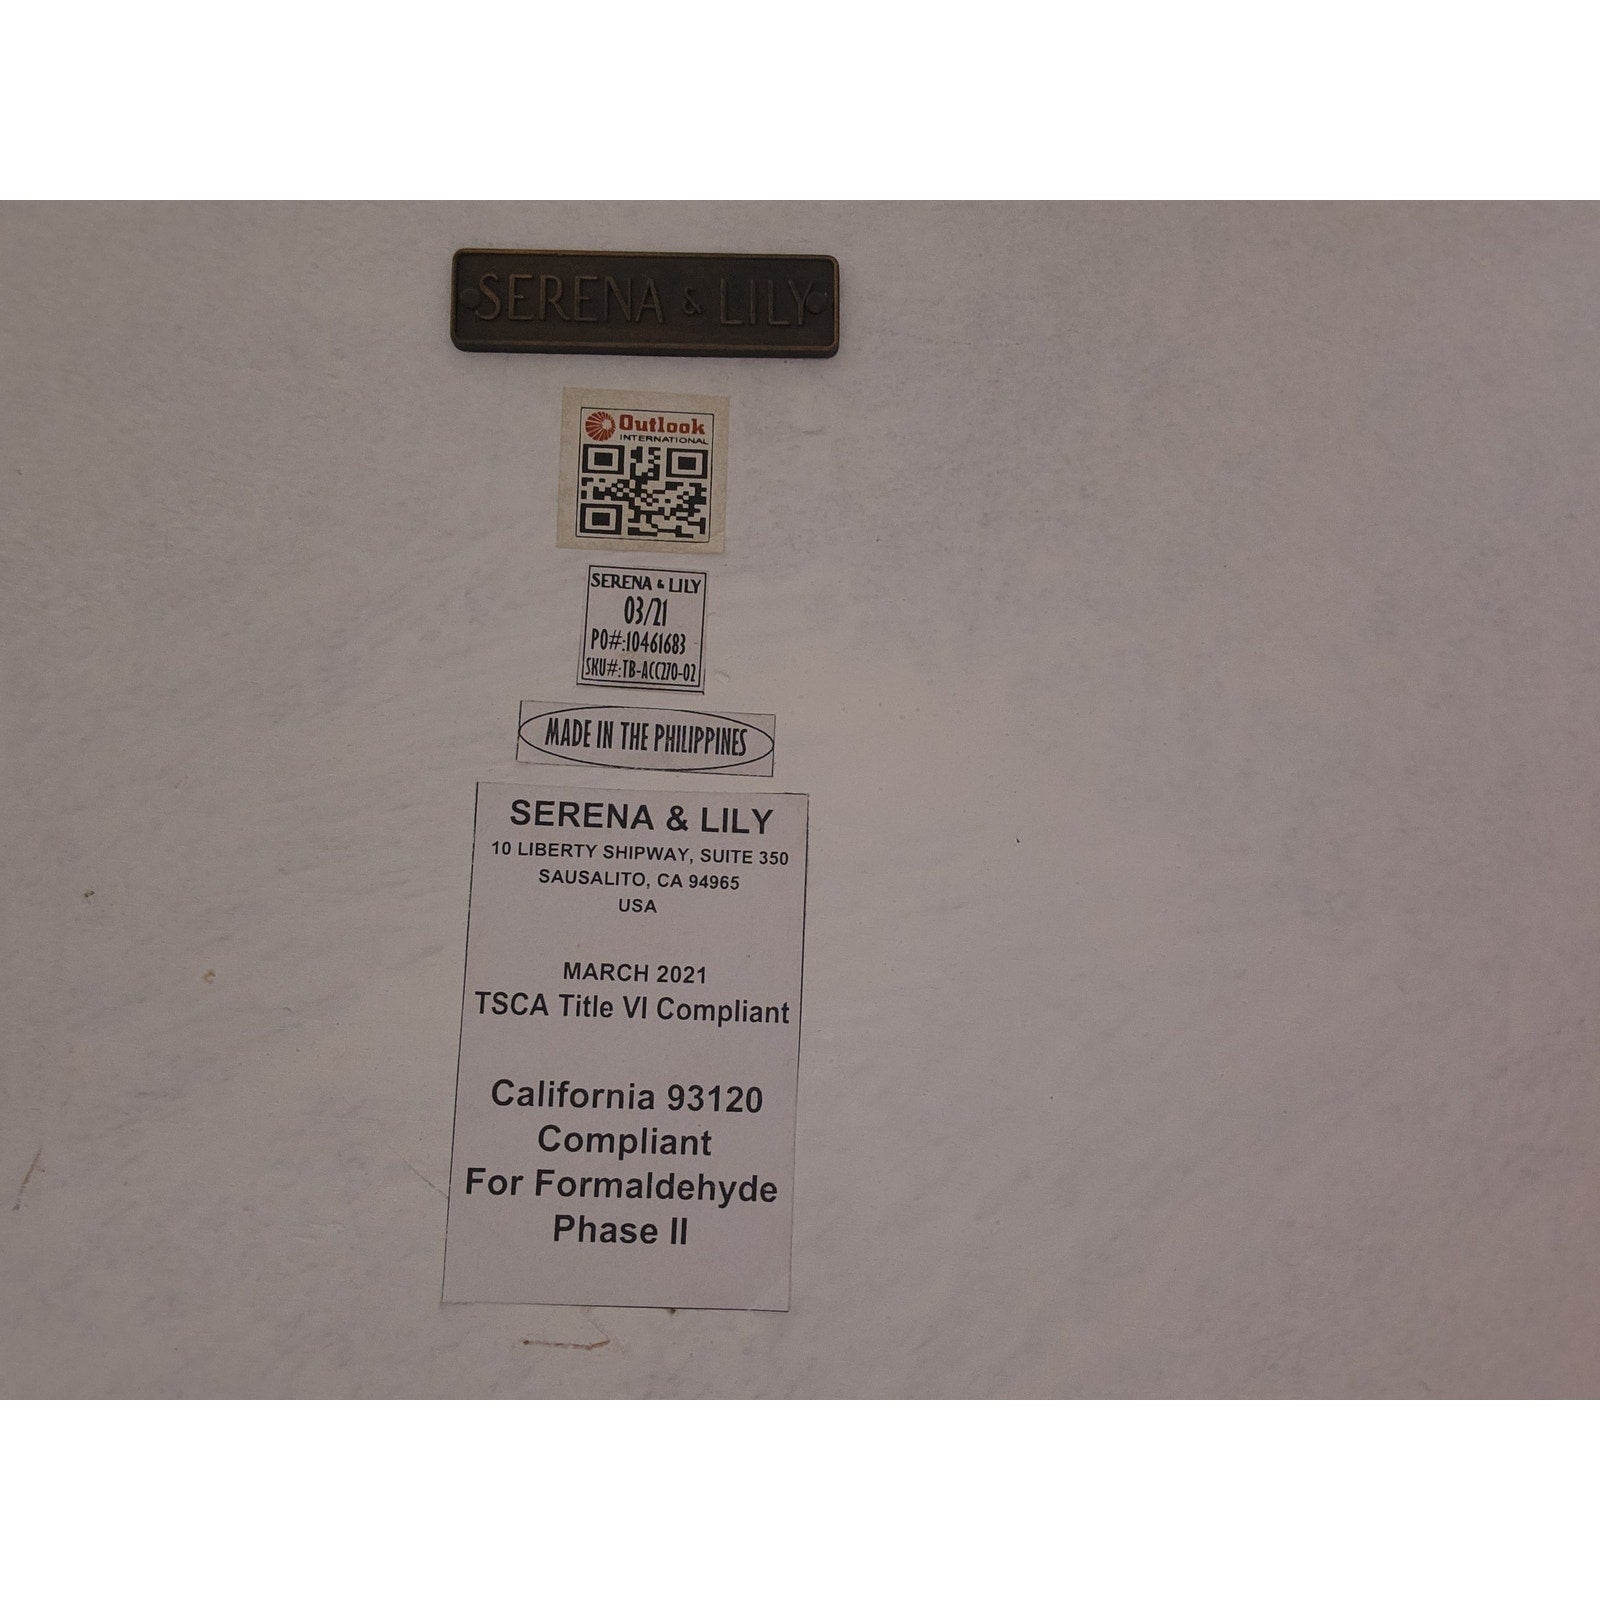 SERENA & LILY
Outlook
INTERNATIONAL
SERENA & LILY
03/21
PO#:10461683
SKU#:TB-ACC270-02
MADE IN THE PHILIPPINES
SERENA & LILY
10 LIBERTY SHIPWAY, SUITE 350
SAUSALITO, CA 94965
USA
MARCH 2021
TSCA Title VI Compliant
California 93120
Compliant
For Formaldehyde
Phase II